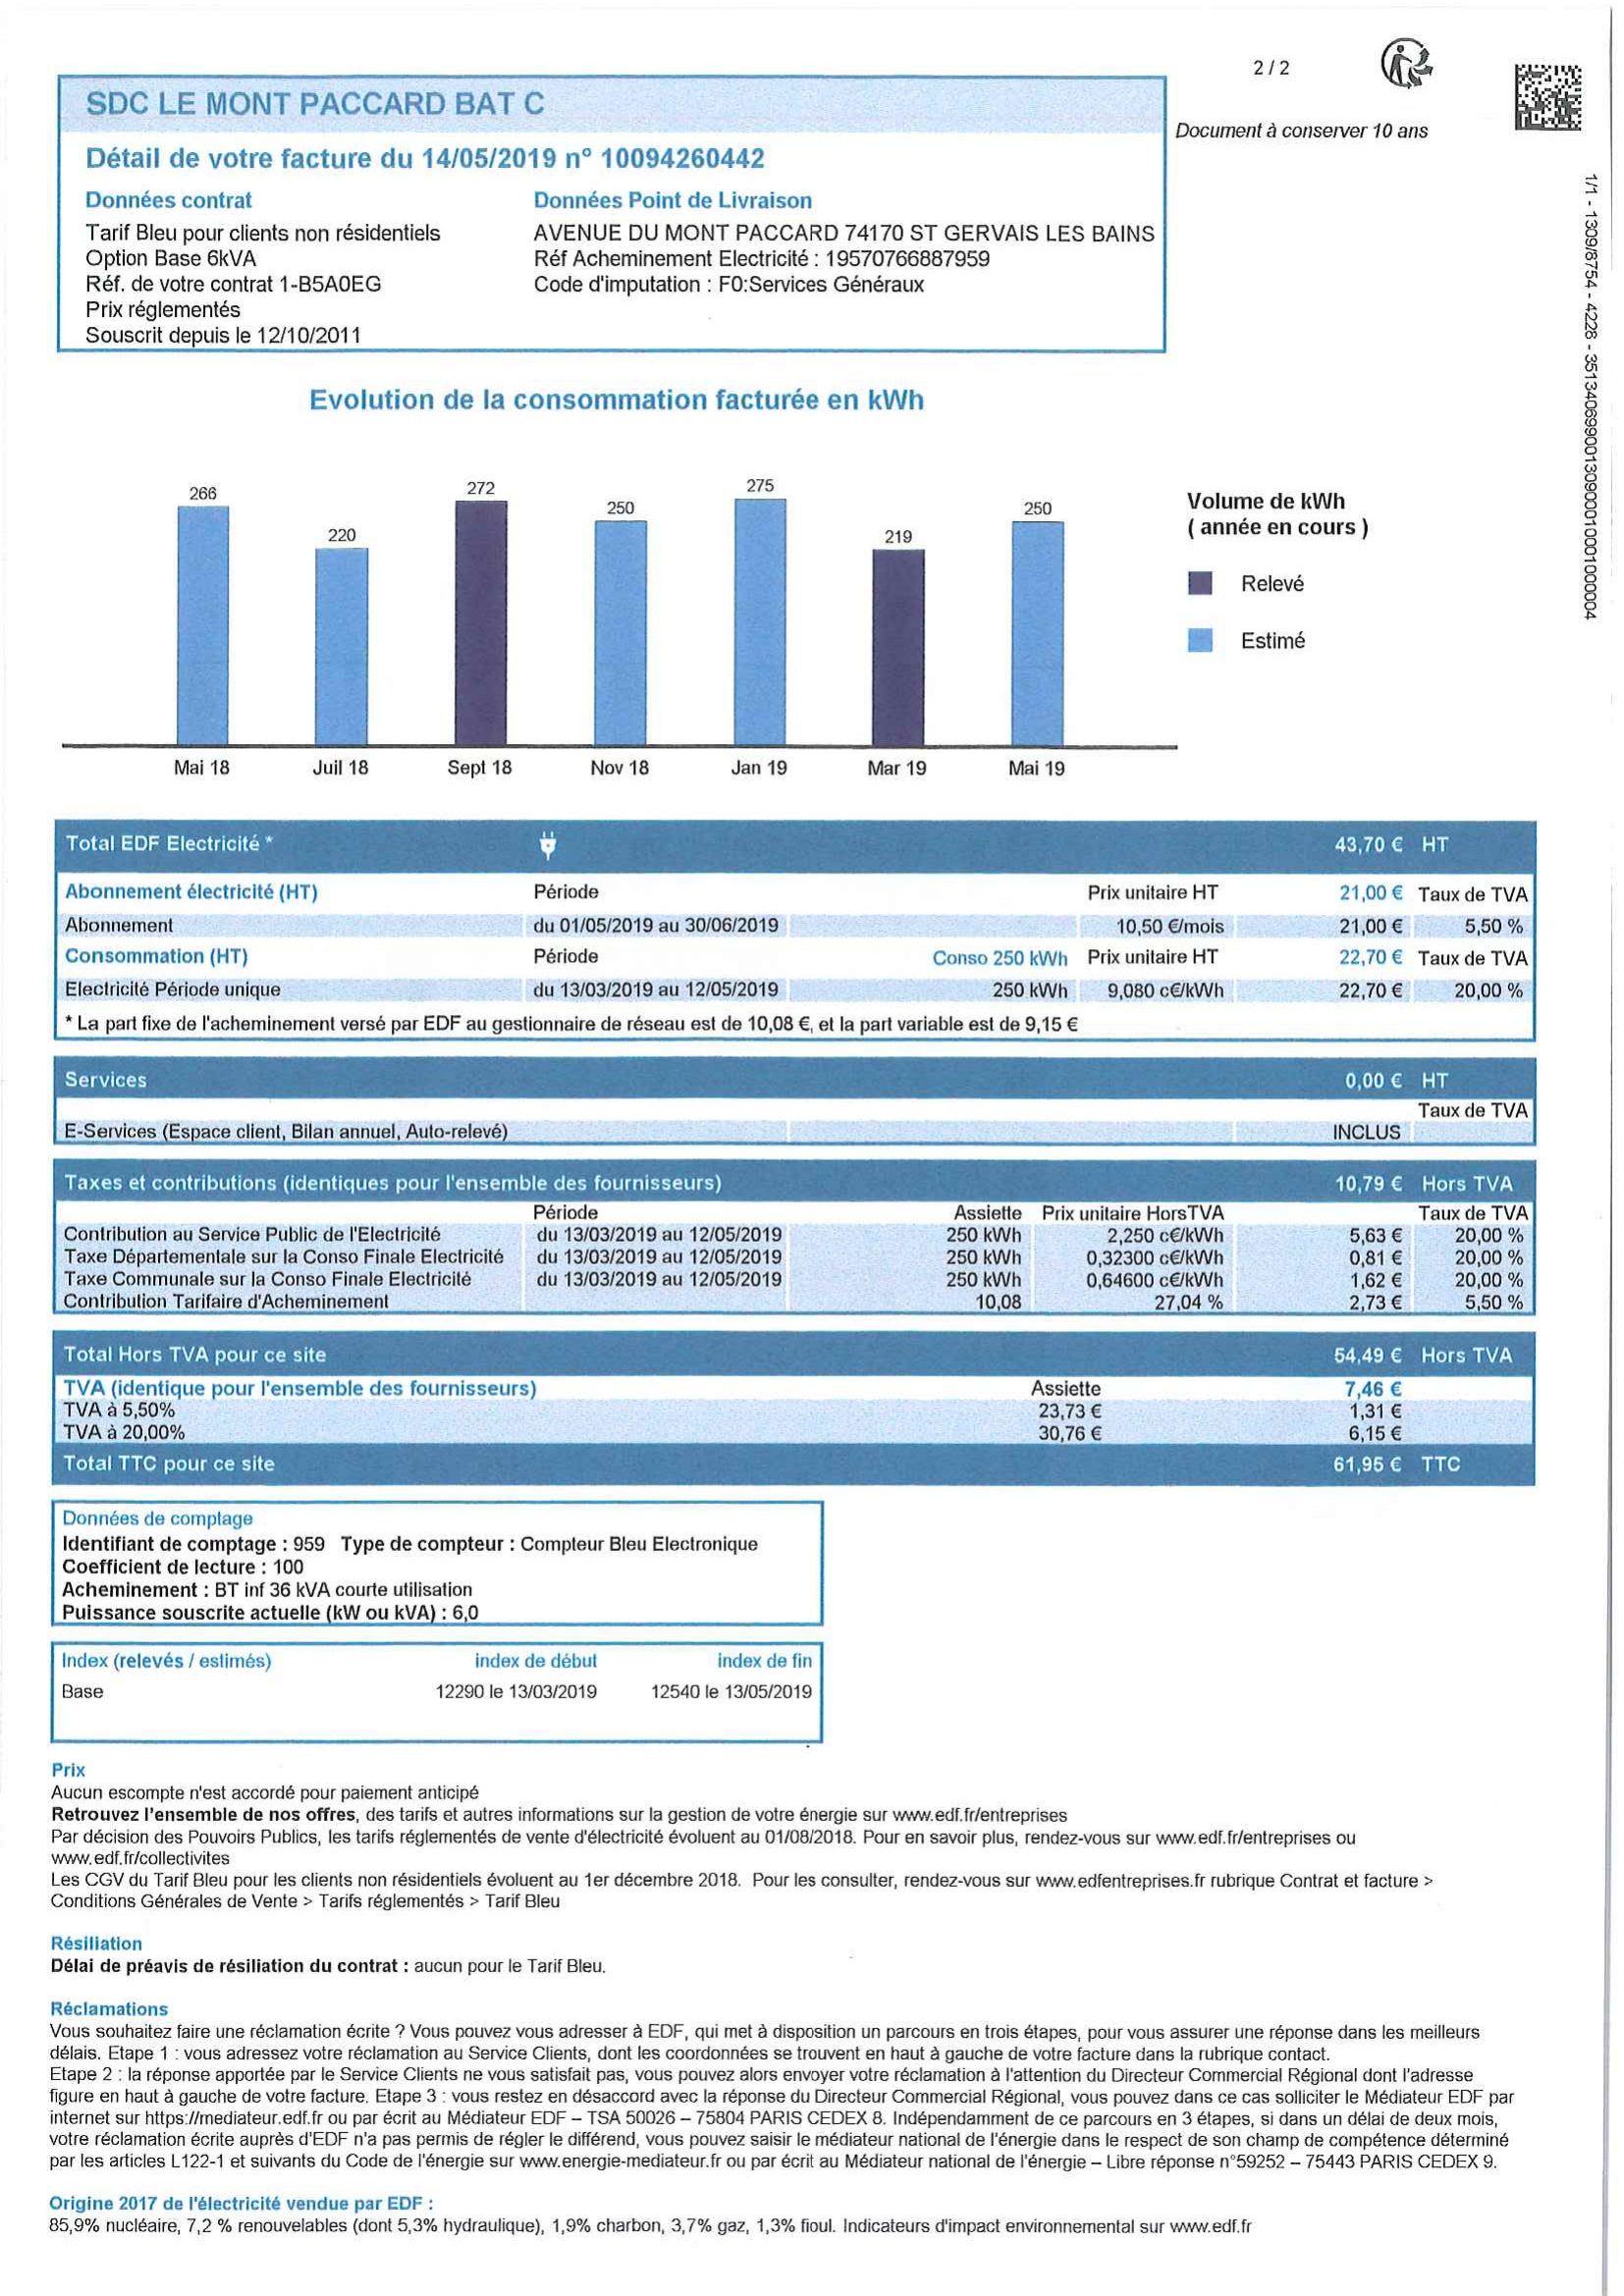 2 / 2
SDC LE MONT PACCARD BAT C
Document à conserver 10 ans
Détail de votre facture du 14/05/2019 n° 10094260442
Données contrat
Tarif Bleu pour clients non résidentiels
Option Base 6kVA
Réf. de votre contrat 1-B5A0EG
Prix réglementés
Souscrit depuis le 12/10/2011
Données Point de Livraison
AVENUE DU MONT PACCARD 74170 ST GERVAIS LES BAINS
Réf Acheminement Electricité : 19570766887959
Code d'imputation : F0:Services Généraux
Evolution de la consommation facturée en kWh
266 220 272 250 275 219 250
Mai 18 Juil 18 Sept 18 Nov 18 Jan 19 Mar 19 Mai 19
Volume de kWh
( année en cours )
Relevé
Estimé
Total EDF Electricité * 43,70 € HT
Abonnement électricité (HT) Période Prix unitaire HT 21,00 € Taux de TVA
Abonnement du 01/05/2019 au 30/06/2019 10,50 €/mois 21,00 € 5,50 %
Consommation (HT) Période Conso 250 kWh Prix unitaire HT 22,70 € Taux de TVA
Electricité Période unique du 13/03/2019 au 12/05/2019 250 kWh 9,080 c€/kWh 22,70 € 20,00 %
* La part fixe de l'acheminement versé par EDF au gestionnaire de réseau est de 10,08 €, et la part variable est de 9,15 €
Services 0,00 € HT
Taux de TVA
E-Services (Espace client, Bilan annuel, Auto-relevé) INCLUS
Taxes et contributions (identiques pour l'ensemble des fournisseurs) 10,79 € Hors TVA
Période Assiette Prix unitaire HorsTVA Taux de TVA
Contribution au Service Public de l'Electricité du 13/03/2019 au 12/05/2019 250 kWh 2,250 c€/kWh 5,63 € 20,00 %
Taxe Départementale sur la Conso Finale Electricité du 13/03/2019 au 12/05/2019 250 kWh 0,32300 c€/kWh 0,81 € 20,00 %
Taxe Communale sur la Conso Finale Electricité du 13/03/2019 au 12/05/2019 250 kWh 0,64600 c€/kWh 1,62 € 20,00 %
Contribution Tarifaire d'Acheminement 10,08 27,04 % 2,73 € 5,50 %
Total Hors TVA pour ce site 54,49 € Hors TVA
TVA (identique pour l'ensemble des fournisseurs) Assiette 7,46 €
TVA à 5,50% 23,73 € 1,31 €
TVA à 20,00% 30,76 € 6,15 €
Total TTC pour ce site 61,95 € TTC
Données de comptage
Identifiant de comptage : 959 Type de compteur : Compteur Bleu Electronique
Coefficient de lecture : 100
Acheminement : BT inf 36 kVA courte utilisation
Puissance souscrite actuelle (kW ou kVA) : 6,0
Index (relevés / estimés) index de début index de fin
Base 12290 le 13/03/2019 12540 le 13/05/2019
Prix
Aucun escompte n'est accordé pour paiement anticipé
Retrouvez l'ensemble de nos offres, des tarifs et autres informations sur la gestion de votre énergie sur www.edf.fr/entreprises
Par décision des Pouvoirs Publics, les tarifs réglementés de vente d'électricité évoluent au 01/08/2018. Pour en savoir plus, rendez-vous sur www.edf.fr/entreprises ou
www.edf.fr/collectivites
Les CGV du Tarif Bleu pour les clients non résidentiels évoluent au 1er décembre 2018. Pour les consulter, rendez-vous sur www.edfentreprises.fr rubrique Contrat et facture >
Conditions Générales de Vente > Tarifs réglementés > Tarif Bleu
Résiliation
Délai de préavis de résiliation du contrat : aucun pour le Tarif Bleu.
Réclamations
Vous souhaitez faire une réclamation écrite ? Vous pouvez vous adresser à EDF, qui met à disposition un parcours en trois étapes, pour vous assurer une réponse dans les meilleurs
délais. Etape 1 : vous adressez votre réclamation au Service Clients, dont les coordonnées se trouvent en haut à gauche de votre facture dans la rubrique contact.
Etape 2 : la réponse apportée par le Service Clients ne vous satisfait pas, vous pouvez alors envoyer votre réclamation à l'attention du Directeur Commercial Régional dont l'adresse
figure en haut à gauche de votre facture. Etape 3 : vous restez en désaccord avec la réponse du Directeur Commercial Régional, vous pouvez dans ce cas solliciter le Médiateur EDF par
internet sur https://mediateur.edf.fr ou par écrit au Médiateur EDF – TSA 50026 – 75804 PARIS CEDEX 8. Indépendamment de ce parcours en 3 étapes, si dans un délai de deux mois,
votre réclamation écrite auprès d'EDF n'a pas permis de régler le différend, vous pouvez saisir le médiateur national de l'énergie dans le respect de son champ de compétence déterminé
par les articles L122-1 et suivants du Code de l'énergie sur www.energie-mediateur.fr ou par écrit au Médiateur national de l'énergie – Libre réponse n°59252 – 75443 PARIS CEDEX 9.
Origine 2017 de l'électricité vendue par EDF :
85,9% nucléaire, 7,2 % renouvelables (dont 5,3% hydraulique), 1,9% charbon, 3,7% gaz, 1,3% fioul. Indicateurs d'impact environnemental sur www.edf.fr